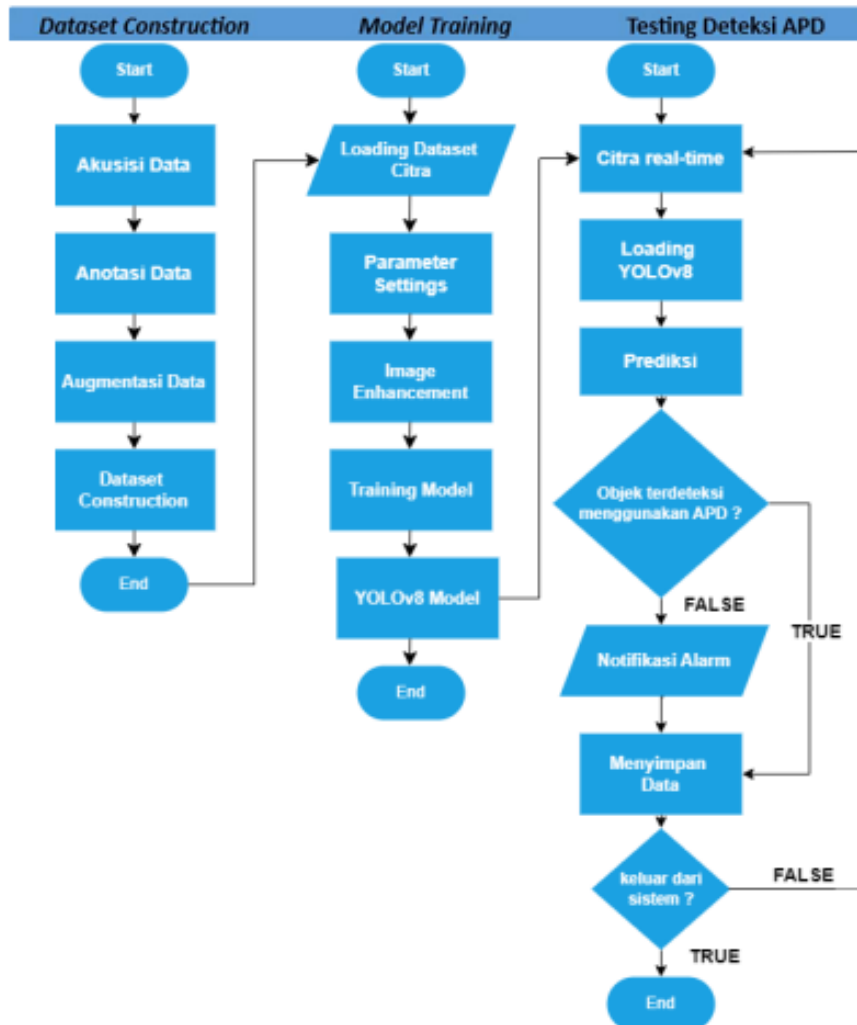 Dataset Construction
Model Training
Testing Deteksi APD
Start
Akusisi Data
Anotasi Data
Augmentasi Data
Dataset
Construction
End
Start
Loading Dataset
Citra
Parameter
Settings
Image
Enhancement
Training Model
YOLOv8 Model
End
Start
Citra real-time
Loading
YOLOv8
Prediksi
Objek terdeteksi
menggunakan APD ?
FALSE
TRUE
Notifikasi Alarm
Menyimpan
Data
keluar dari
sistem ?
FALSE
TRUE
End